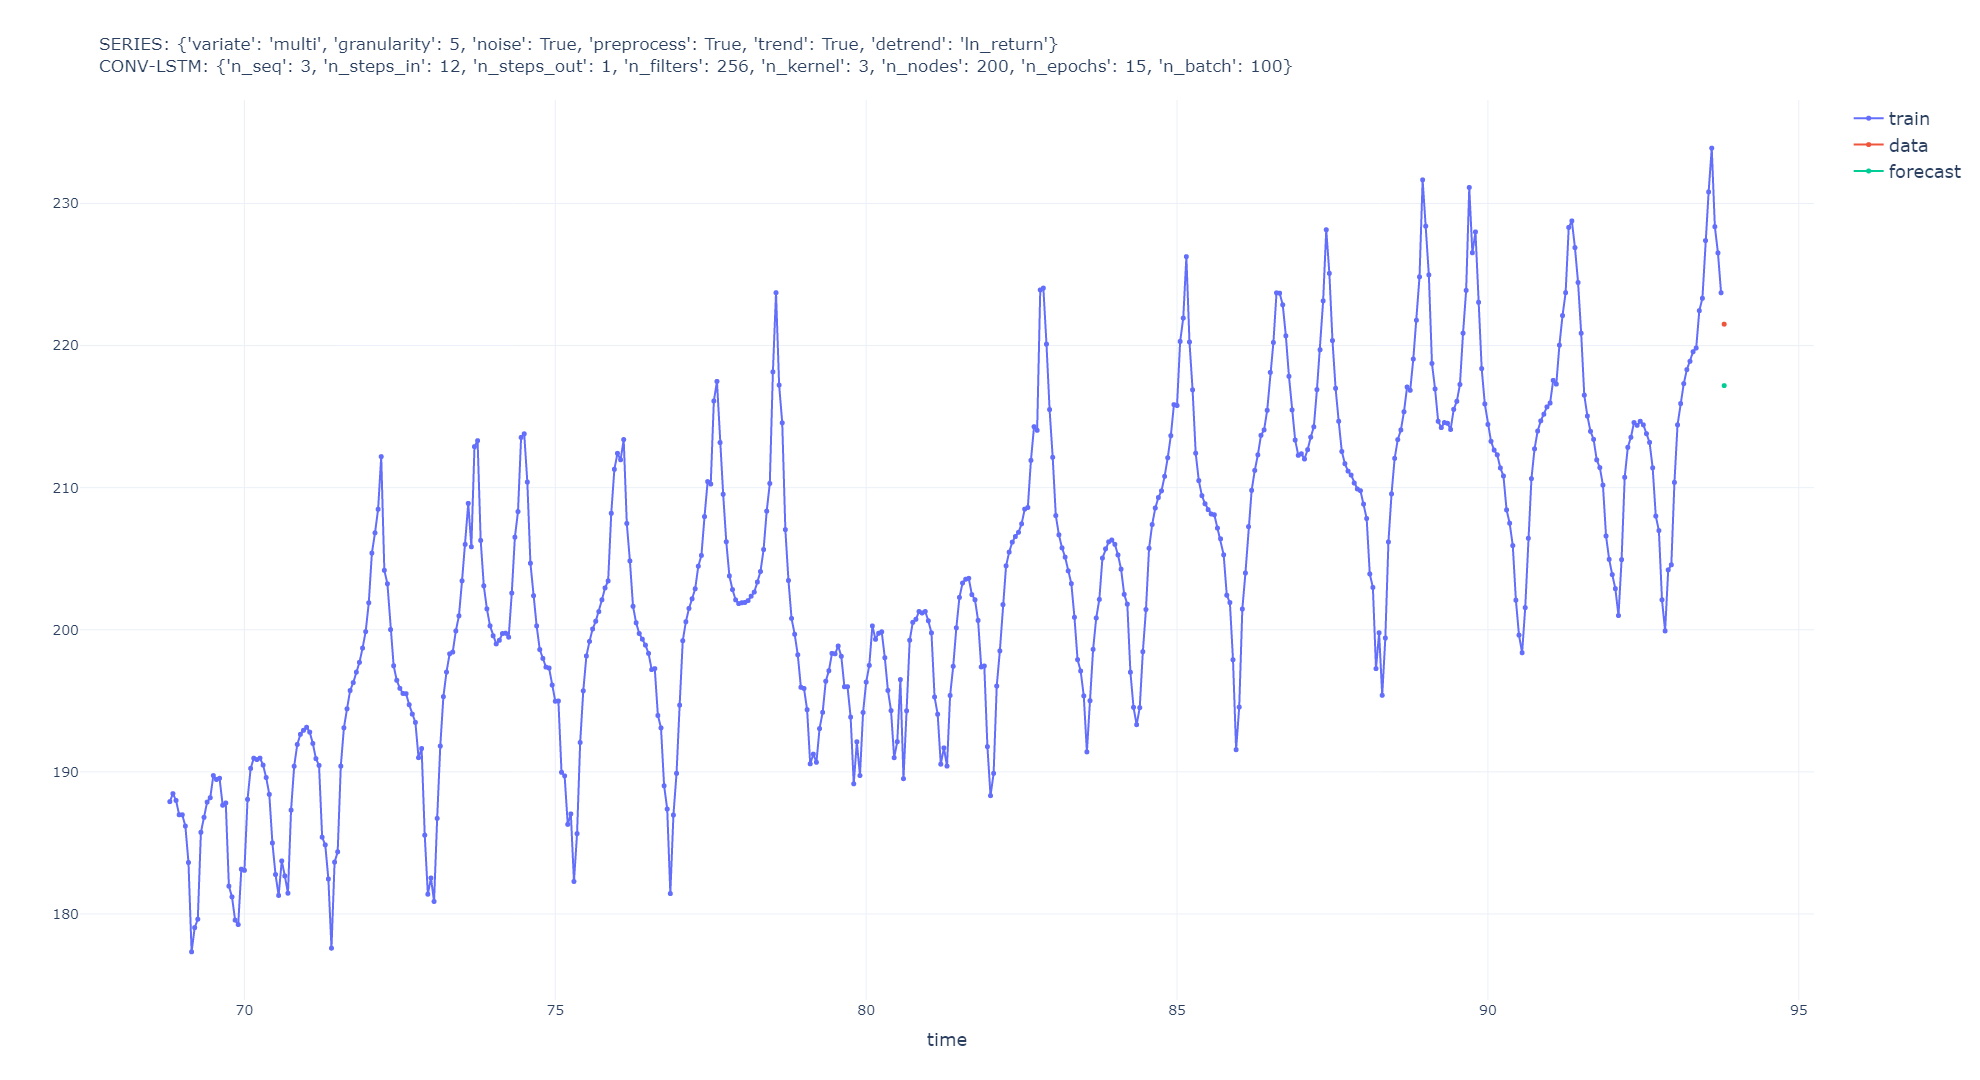 SERIES: {'variate': 'multi', 'granularity': 5, 'noise': True, 'preprocess': True, 'trend': True, 'detrend': 'ln_return'}
CONV-LSTM: {'n_seq': 3, 'n_steps_in': 12, 'n_steps_out': 1, 'n_filters': 256, 'n_kernel': 3, 'n_nodes': 200, 'n_epochs': 15, 'n_batch': 100}
train
data
forecast
230
220
210
200
190
180
70 75 80 85 90 95
time